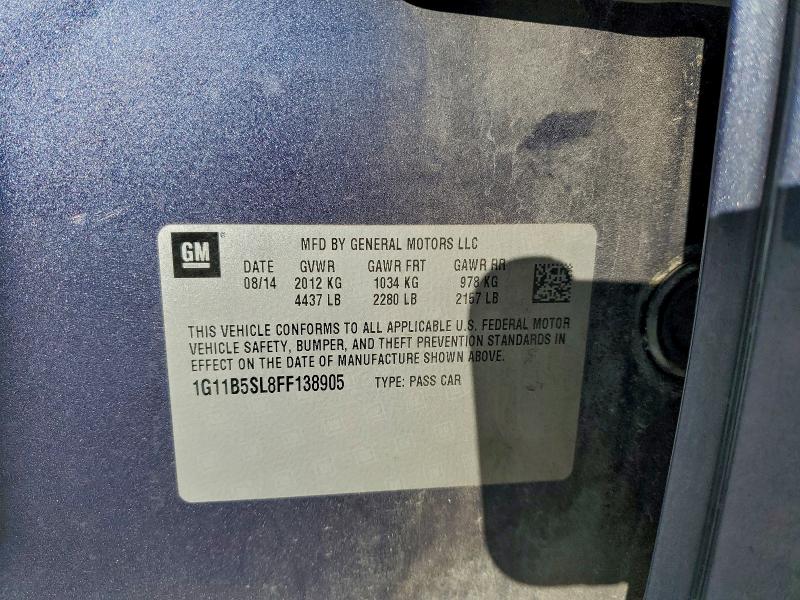 GM ® MFD BY GENERAL MOTORS LLC
DATE GVWR GAWR FRT GAWR RR
08/14 2012 KG 1034 KG 978 KG
4437 LB 2280 LB 2157 LB
THIS VEHICLE CONFORMS TO ALL APPLICABLE U.S. FEDERAL MOTOR
VEHICLE SAFETY, BUMPER, AND THEFT PREVENTION STANDARDS IN
EFFECT ON THE DATE OF MANUFACTURE SHOWN ABOVE.
1G11B5SL8FF138905 TYPE: PASS CAR